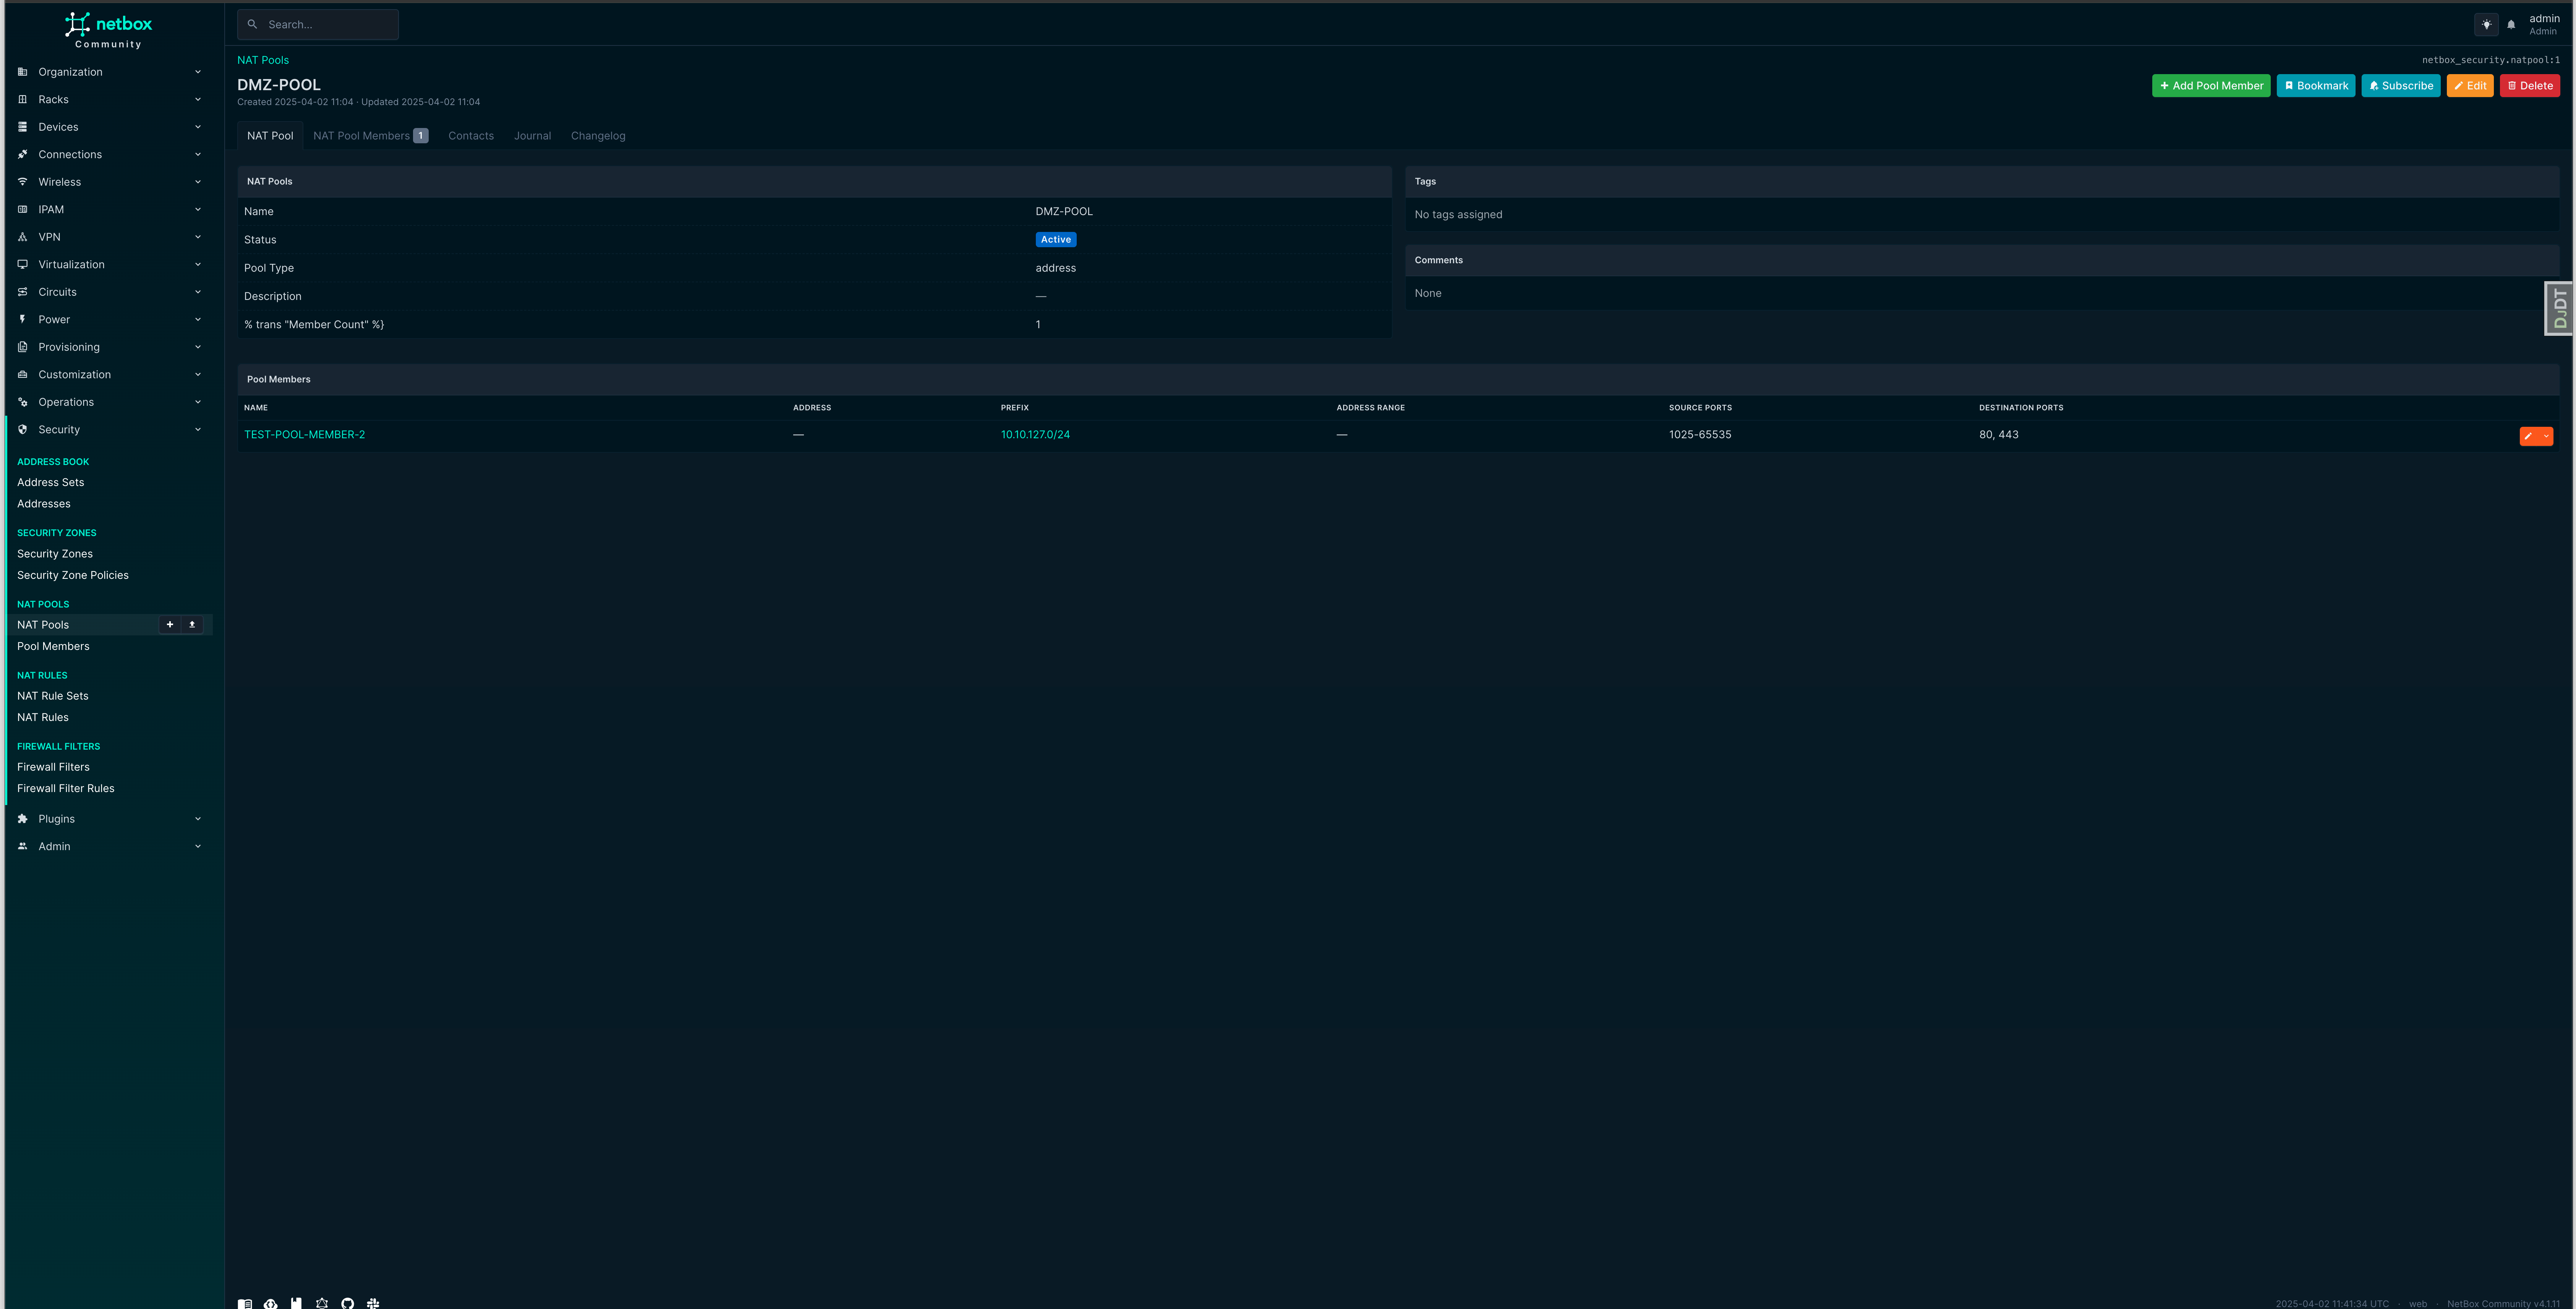 netbox
Community
Search...
admin
Admin
Organization
Racks
Devices
Connections
Wireless
IPAM
VPN
Virtualization
Circuits
Power
Provisioning
Customization
Operations
Security
ADDRESS BOOK
Address Sets
Addresses
SECURITY ZONES
Security Zones
Security Zone Policies
NAT POOLS
NAT Pools
Pool Members
NAT RULES
NAT Rule Sets
NAT Rules
FIREWALL FILTERS
Firewall Filters
Firewall Filter Rules
Plugins
Admin
NAT Pools
netbox_security.natpool:1
DMZ-POOL
Created 2025-04-02 11:04 · Updated 2025-04-02 11:04
Add Pool Member Bookmark Subscribe Edit Delete
NAT Pool NAT Pool Members 1 Contacts Journal Changelog
NAT Pools
Name DMZ-POOL
Status Active
Pool Type address
Description —
% trans "Member Count" %} 1
Tags
No tags assigned
Comments
None
DJDT
Pool Members
NAME ADDRESS PREFIX ADDRESS RANGE SOURCE PORTS DESTINATION PORTS
TEST-POOL-MEMBER-2 — 10.10.127.0/24 — 1025-65535 80, 443
2025-04-02 11:41:34 UTC · web · NetBox Community v4.1.11